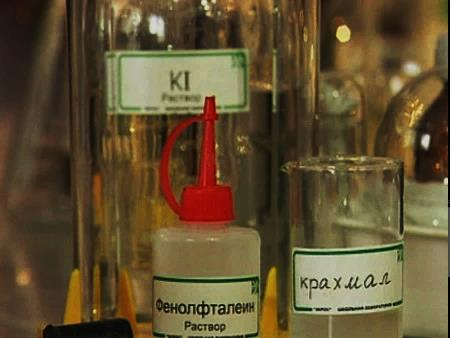 KI
Раствор
Фенолфталеин
Раствор
крахмал